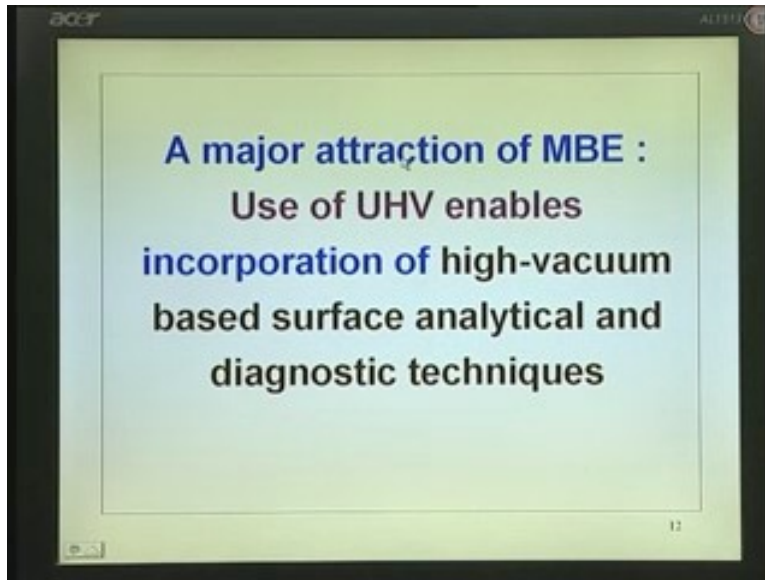 acer
A major attraction of MBE :
Use of UHV enables
incorporation of high-vacuum
based surface analytical and
diagnostic techniques
12